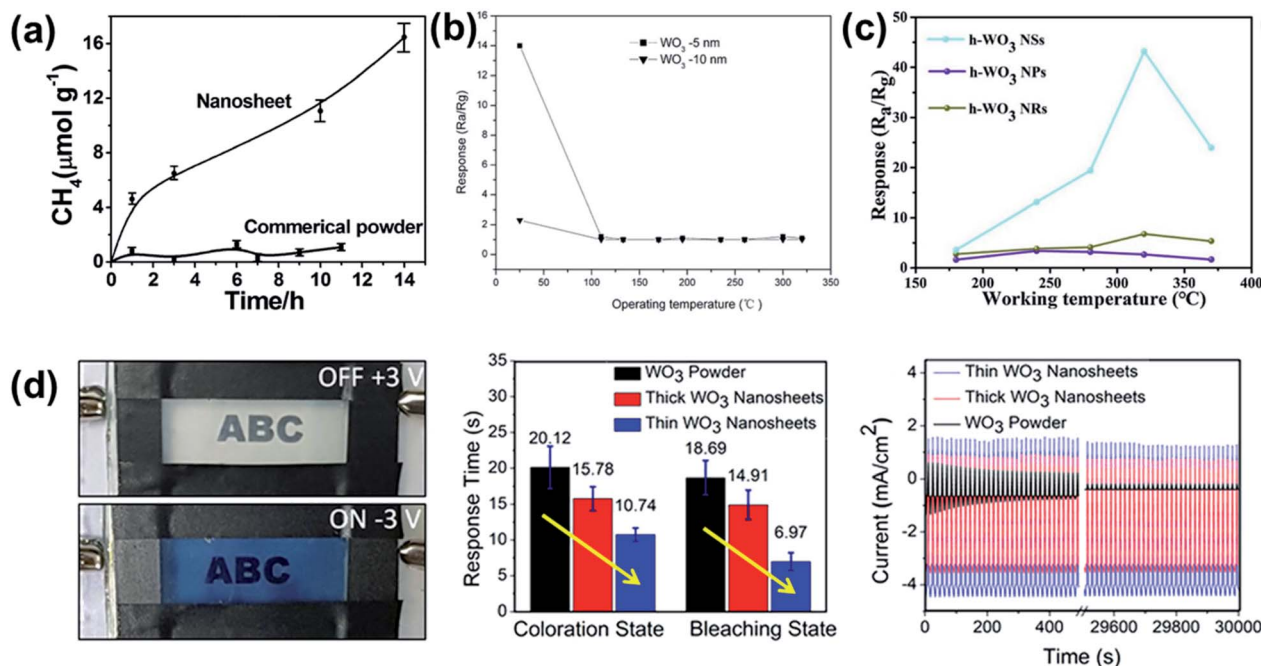 (a)
16
12
8
4
0
CH4(μmol g-1)
Nanosheet
Commerical powder
0 2 4 6 8 10 12 14
Time/h
(b)
16
14
12
10
8
6
4
2
0
Response (Ra/Rg)
WO3 -5 nm
WO3 -10 nm
0 50 100 150 200 250 300 350
Operating temperature (℃)
(c)
50
45
40
35
30
25
20
15
10
5
0
Response (Ra/Rg)
h-WO3 NSs
h-WO3 NPs
h-WO3 NRs
150 200 250 300 350 400
Working temperature (°C)
(d)
OFF +3 V
ABC
ON -3 V
ABC
35
30
25
20
15
10
5
0
Response Time (s)
WO3 Powder
Thick WO3 Nanosheets
Thin WO3 Nanosheets
20.12
15.78
10.74
18.69
14.91
6.97
Coloration State Bleaching State
4
2
0
-2
-4
Current (mA/cm2)
Thin WO3 Nanosheets
Thick WO3 Nanosheets
WO3 Powder
0 200 400 29600 29800 30000
Time (s)